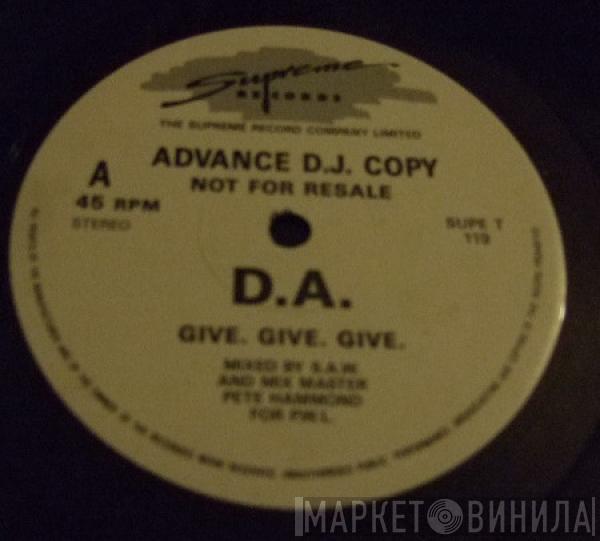 Supreme
RECORDS
THE SUPREME RECORD COMPANY LIMITED
ADVANCE D.J. COPY
NOT FOR RESALE
A
45 RPM
STEREO
SUPE T
119
D.A.
GIVE. GIVE. GIVE.
MIXED BY S.A.W.
AND MIX MASTER
PETE HAMMOND
FOR PWL
МАРКЕТ ВИНИЛА